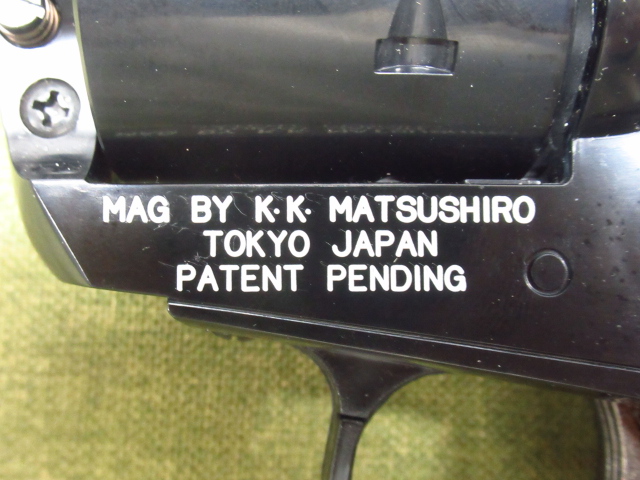 MAG BY K.K. MATSUSHIRO
TOKYO JAPAN
PATENT PENDING